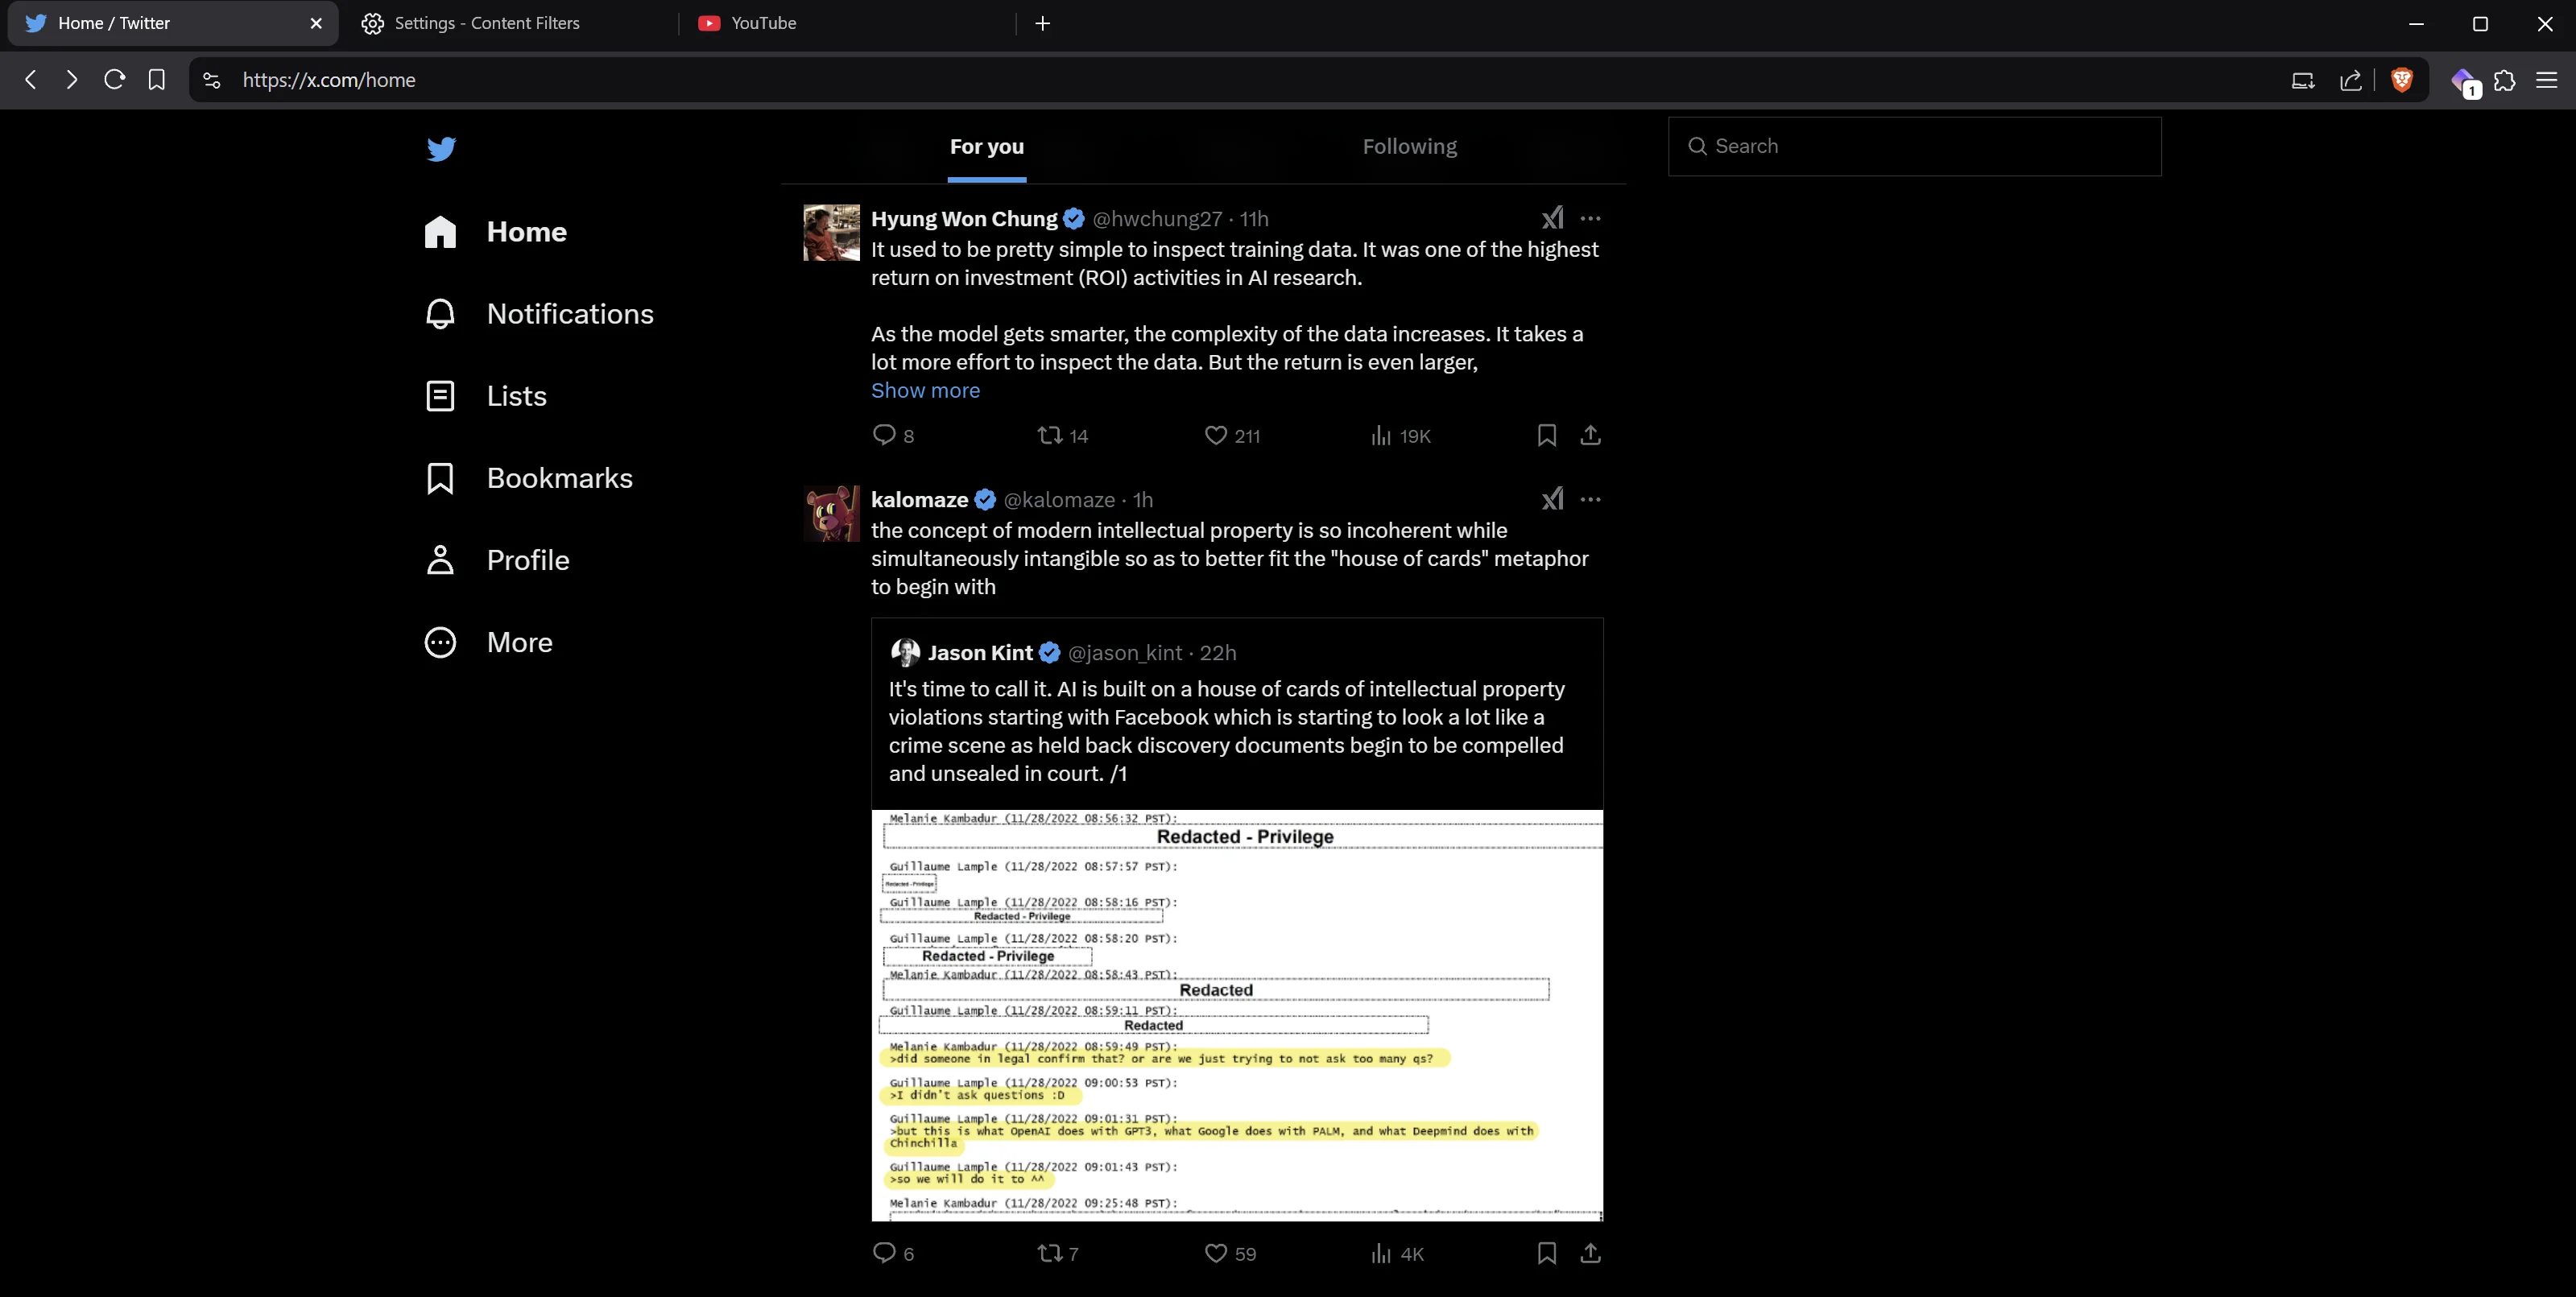 Home / Twitter
Settings - Content Filters
YouTube
https://x.com/home
1
For you
Following
Search
Home
Notifications
Lists
Bookmarks
Profile
More
Hyung Won Chung @hwchung27 · 11h
It used to be pretty simple to inspect training data. It was one of the highest
return on investment (ROI) activities in AI research.
As the model gets smarter, the complexity of the data increases. It takes a
lot more effort to inspect the data. But the return is even larger,
Show more
8 14 211 19K
kalomaze @kalomaze · 1h
the concept of modern intellectual property is so incoherent while
simultaneously intangible so as to better fit the "house of cards" metaphor
to begin with
Jason Kint @jason_kint · 22h
It's time to call it. AI is built on a house of cards of intellectual property
violations starting with Facebook which is starting to look a lot like a
crime scene as held back discovery documents begin to be compelled
and unsealed in court. /1
Melanie Kambadur (11/28/2022 08:56:32 PST):
Redacted - Privilege
Guillaume Lample (11/28/2022 08:57:57 PST):
Redacted - Privilege
Guillaume Lample (11/28/2022 08:58:16 PST):
Redacted - Privilege
Guillaume Lample (11/28/2022 08:58:20 PST):
Redacted - Privilege
Melanie Kambadur (11/28/2022 08:58:43 PST):
Redacted
Guillaume Lample (11/28/2022 08:59:11 PST):
Redacted
Melanie Kambadur (11/28/2022 08:59:49 PST):
>did someone in legal confirm that? or are we just trying to not ask too many qs?
Guillaume Lample (11/28/2022 09:00:53 PST):
>I didn't ask questions :D
Guillaume Lample (11/28/2022 09:01:31 PST):
>but this is what OpenAI does with GPT3, what Google does with PALM, and what Deepmind does with
Chinchilla
Guillaume Lample (11/28/2022 09:01:43 PST):
>so we will do it to ^^
Melanie Kambadur (11/28/2022 09:25:48 PST):
6 7 59 4K